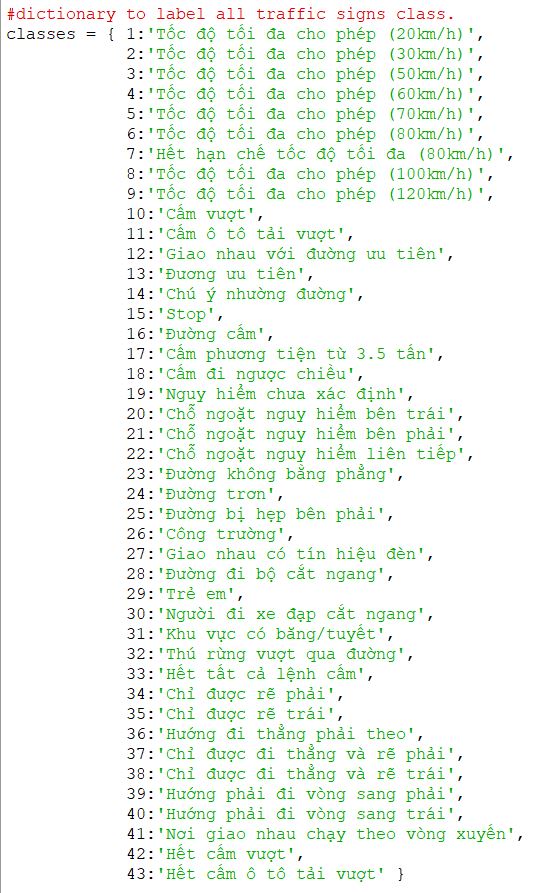 #dictionary to label all traffic signs class.
classes = { 1:'Tốc độ tối đa cho phép (20km/h)',
2:'Tốc độ tối đa cho phép (30km/h)',
3:'Tốc độ tối đa cho phép (50km/h)',
4:'Tốc độ tối đa cho phép (60km/h)',
5:'Tốc độ tối đa cho phép (70km/h)',
6:'Tốc độ tối đa cho phép (80km/h)',
7:'Hết hạn chế tốc độ tối đa (80km/h)',
8:'Tốc độ tối đa cho phép (100km/h)',
9:'Tốc độ tối đa cho phép (120km/h)',
10:'Cấm vượt',
11:'Cấm ô tô tải vượt',
12:'Giao nhau với đường ưu tiên',
13:'Đương ưu tiên',
14:'Chú ý nhường đường',
15:'Stop',
16:'Đường cấm',
17:'Cấm phương tiện từ 3.5 tấn',
18:'Cấm đi ngược chiều',
19:'Nguy hiểm chưa xác định',
20:'Chỗ ngoặt nguy hiểm bên trái',
21:'Chỗ ngoặt nguy hiểm bên phải',
22:'Chỗ ngoặt nguy hiểm liên tiếp',
23:'Đường không bằng phẳng',
24:'Đường trơn',
25:'Đường bị hẹp bên phải',
26:'Công trường',
27:'Giao nhau có tín hiệu đèn',
28:'Đường đi bộ cắt ngang',
29:'Trẻ em',
30:'Người đi xe đạp cắt ngang',
31:'Khu vực có băng/tuyết',
32:'Thú rừng vượt qua đường',
33:'Hết tất cả lệnh cấm',
34:'Chỉ được rẽ phải',
35:'Chỉ được rẽ trái',
36:'Hướng đi thẳng phải theo',
37:'Chỉ được đi thẳng và rẽ phải',
38:'Chỉ được đi thẳng và rẽ trái',
39:'Hướng phải đi vòng sang phải',
40:'Hướng phải đi vòng sang trái',
41:'Nơi giao nhau chạy theo vòng xuyến',
42:'Hết cấm vượt',
43:'Hết cấm ô tô tải vượt' }